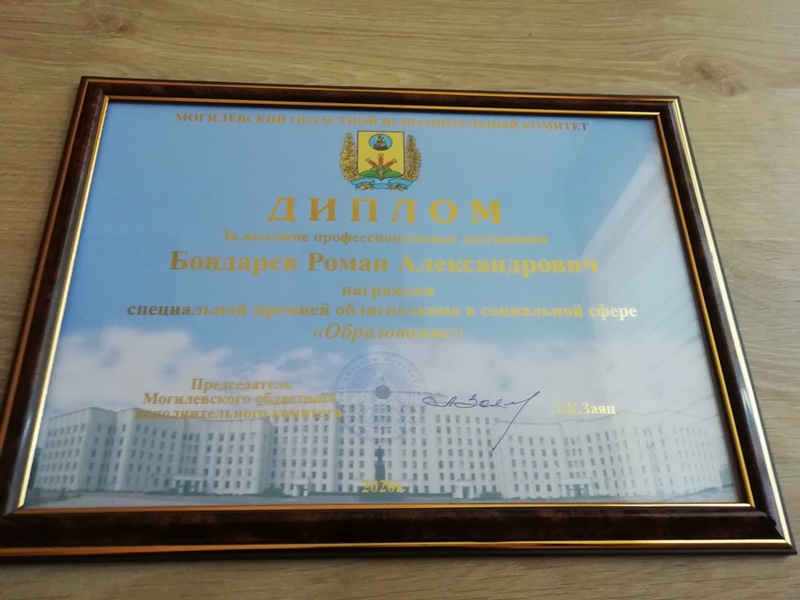 МОГИЛЁВСКИЙ ОБЛАСТНОЙ ИСПОЛНИТЕЛЬНЫЙ КОМИТЕТ
ДИПЛОМ
За высокие профессиональные достижения
Бондарев Роман Александрович
награжден
специальной премией облисполкома в социальной сфере
«Образование»
Председатель
Могилевского областного
исполнительного комитета
Л.К.Заяц
2020г.